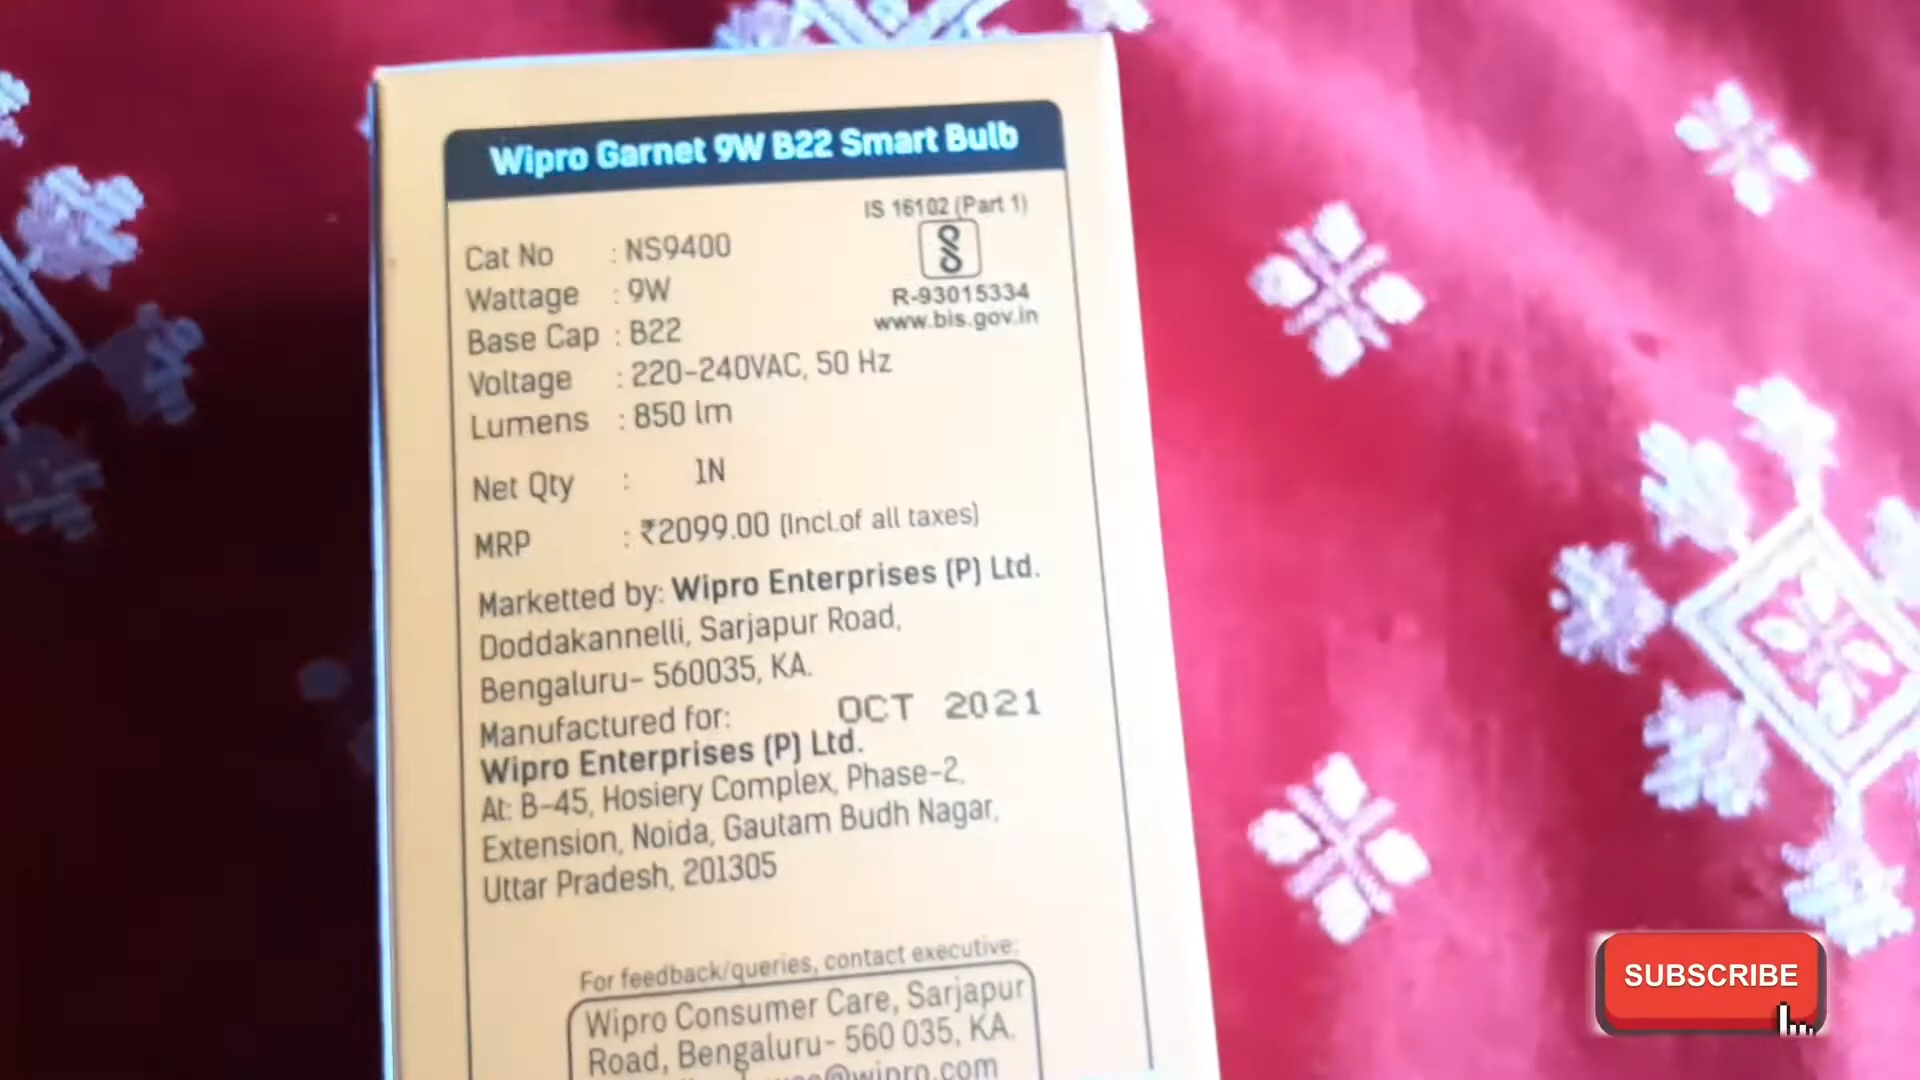 Wipro Garnet 9W B22 Smart Bulb
IS 16102 (Part 1)
R-93015334
www.bis.gov.in
Cat No : NS9400
Wattage : 9W
Base Cap : B22
Voltage : 220-240VAC, 50 Hz
Lumens : 850 lm
Net Qty : 1N
MRP : ₹2099.00 (Incl.of all taxes)
Marketted by: Wipro Enterprises (P) Ltd.
Doddakannelli, Sarjapur Road,
Bengaluru- 560035, KA.
Manufactured for: OCT 2021
Wipro Enterprises (P) Ltd.
At: B-45, Hosiery Complex, Phase-2,
Extension, Noida, Gautam Budh Nagar,
Uttar Pradesh, 201305
For feedback/queries, contact executive:
Wipro Consumer Care, Sarjapur
Road, Bengaluru- 560 035, KA.
SUBSCRIBE